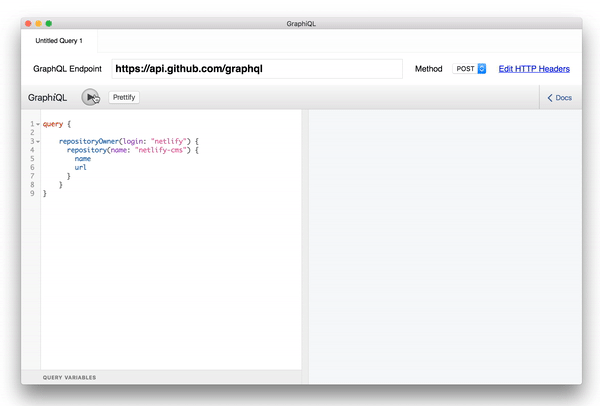 GraphiQL
Untitled Query 1
GraphQL Endpoint https://api.github.com/graphql Method POST Edit HTTP Headers
GraphiQL Prettify Docs
1 query {
2
3 repositoryOwner(login: "netlify") {
4 repository(name: "netlify-cms") {
5 name
6 url
7 }
8 }
9 }
QUERY VARIABLES